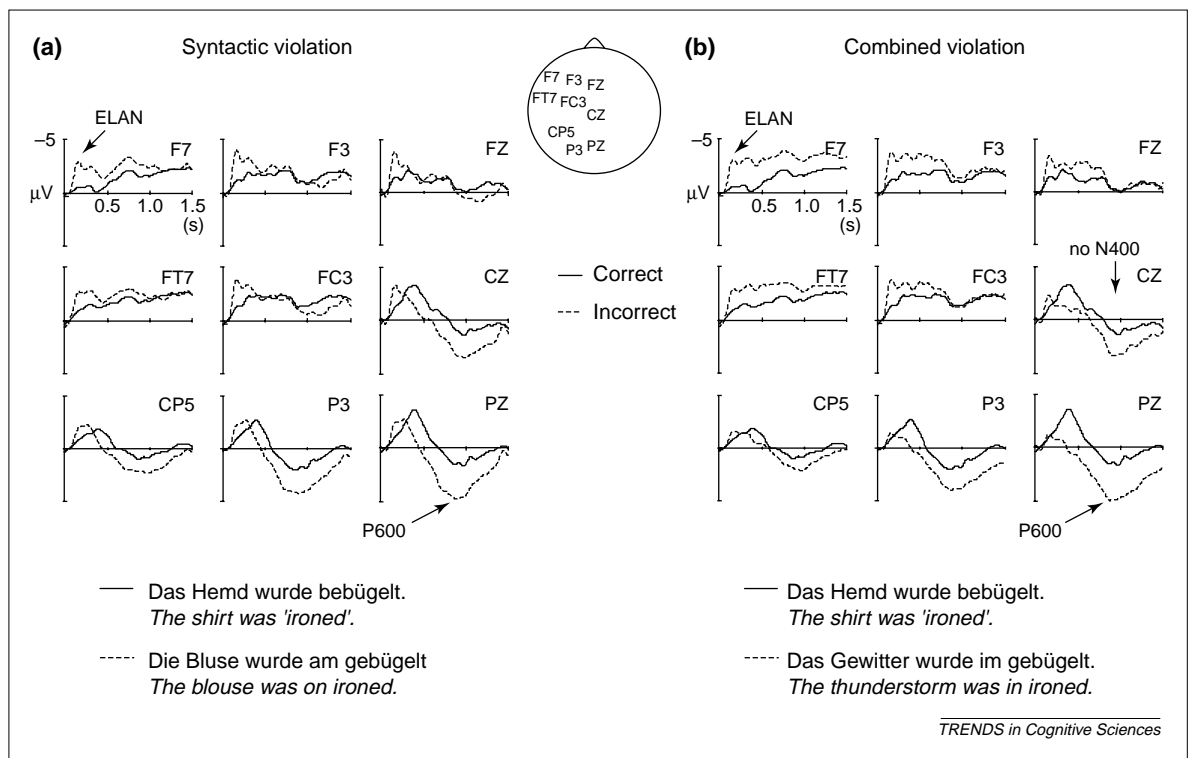 (a) Syntactic violation
(b) Combined violation
F7 F3 FZ
FT7 FC3
CZ
CP5
P3 PZ
ELAN
–5
F7
F3
FZ
μV
0.5 1.0 1.5
(s)
FT7
FC3
CZ
CP5
P3
PZ
P600
Correct
Incorrect
ELAN
–5
F7
F3
FZ
μV
0.5 1.0 1.5
(s)
no N400
FT7
FC3
CZ
CP5
P3
PZ
P600
Das Hemd wurde bebügelt.
The shirt was 'ironed'.
Die Bluse wurde am gebügelt
The blouse was on ironed.
Das Hemd wurde bebügelt.
The shirt was 'ironed'.
Das Gewitter wurde im gebügelt.
The thunderstorm was in ironed.
TRENDS in Cognitive Sciences